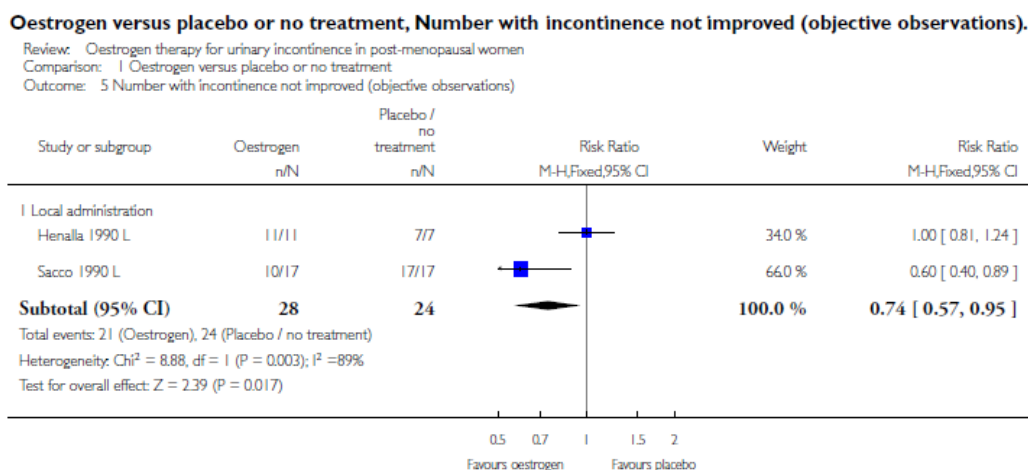 Oestrogen versus placebo or no treatment, Number with incontinence not improved (objective observations).
Review: Oestrogen therapy for urinary incontinence in post-menopausal women
Comparison: 1 Oestrogen versus placebo or no treatment
Outcome: 5 Number with incontinence not improved (objective observations)
Study or subgroup Oestrogen Placebo / no treatment Risk Ratio Weight Risk Ratio
n/N n/N M-H,Fixed,95% CI M-H,Fixed,95% CI
1 Local administration
Henalla 1990 L 11/11 7/7 34.0 % 1.00 [ 0.81, 1.24 ]
Sacco 1990 L 10/17 17/17 66.0 % 0.60 [ 0.40, 0.89 ]
Subtotal (95% CI) 28 24 100.0 % 0.74 [ 0.57, 0.95 ]
Total events: 21 (Oestrogen), 24 (Placebo / no treatment)
Heterogeneity: Chi² = 8.88, df = 1 (P = 0.003); I² =89%
Test for overall effect: Z = 2.39 (P = 0.017)
0.5 0.7 1 1.5 2
Favours oestrogen Favours placebo